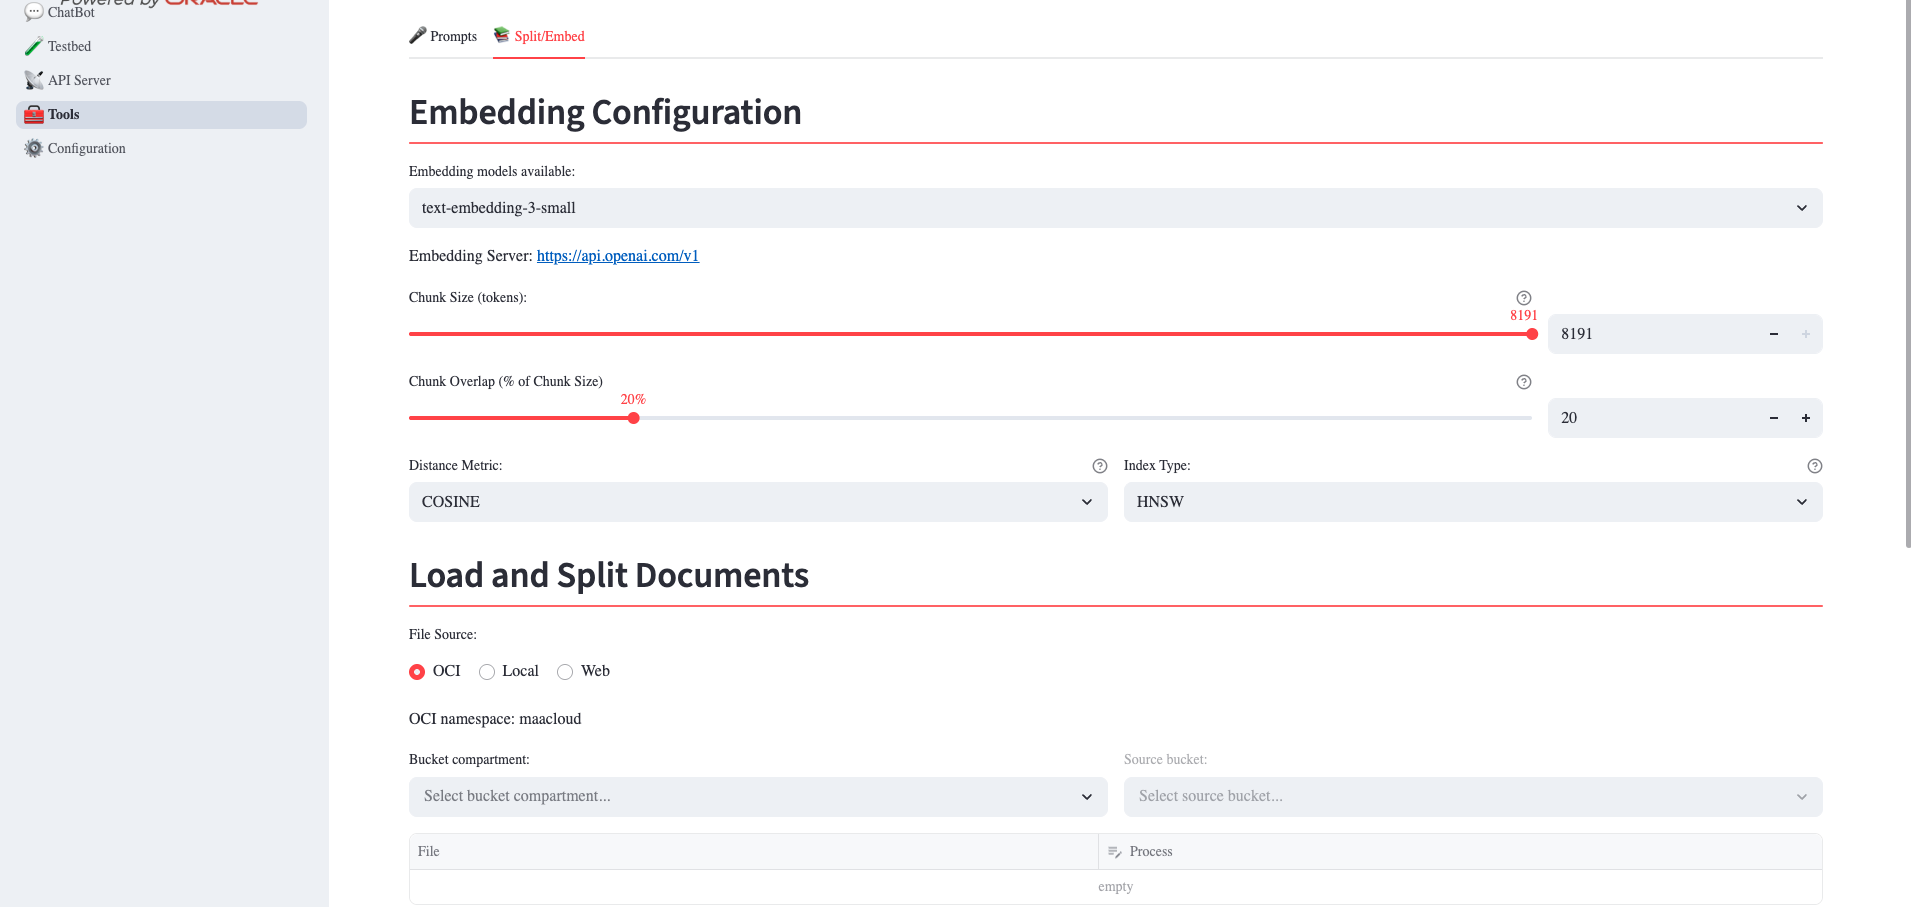 Powered by ORACLE
ChatBot
Testbed
API Server
Tools
Configuration
Prompts
Split/Embed
Embedding Configuration
Embedding models available:
text-embedding-3-small
Embedding Server: https://api.openai.com/v1
Chunk Size (tokens):
8191
8191
Chunk Overlap (% of Chunk Size)
20%
20
Distance Metric:
Index Type:
COSINE
HNSW
Load and Split Documents
File Source:
OCI
Local
Web
OCI namespace: maacloud
Bucket compartment:
Source bucket:
Select bucket compartment...
Select source bucket...
File
Process
empty